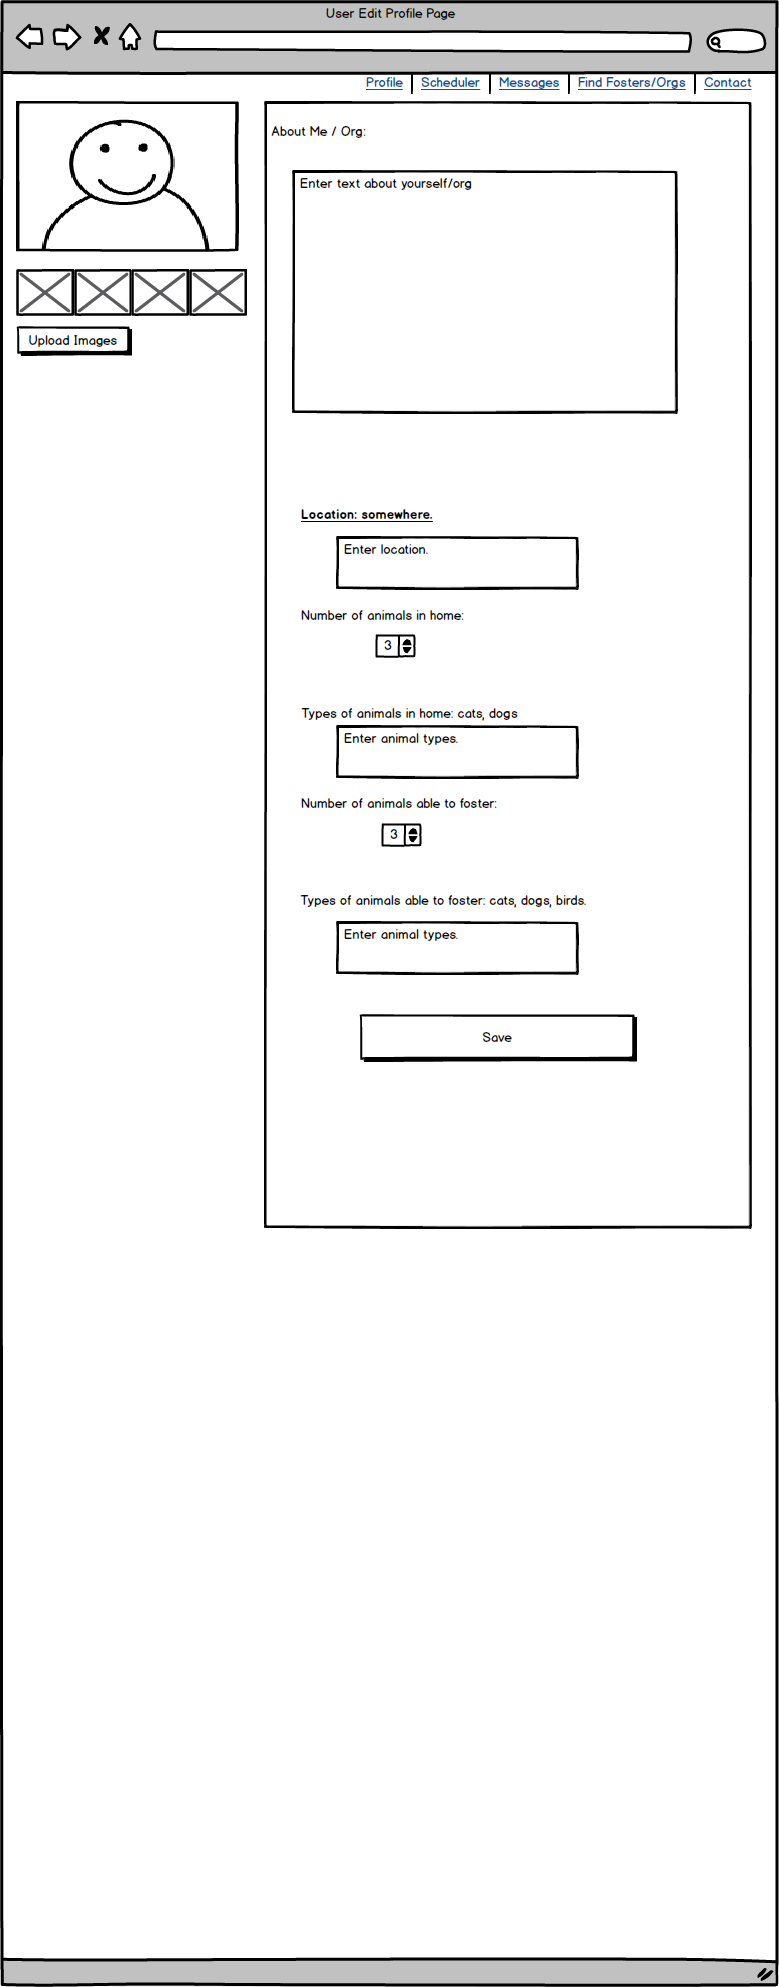 User Edit Profile Page
Profile Scheduler Messages Find Fosters/Orgs Contact
About Me / Org:
Enter text about yourself/org
Upload Images
Location: somewhere.
Enter location.
Number of animals in home:
3
Types of animals in home: cats, dogs
Enter animal types.
Number of animals able to foster:
3
Types of animals able to foster: cats, dogs, birds.
Enter animal types.
Save